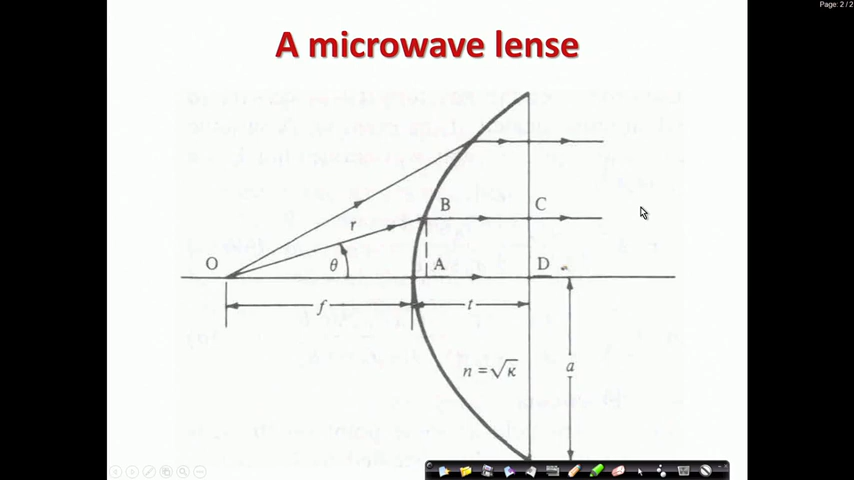 Page: 2 / 2
A microwave lense
B
C
r
O
θ
A
D
f
t
n = √κ
a